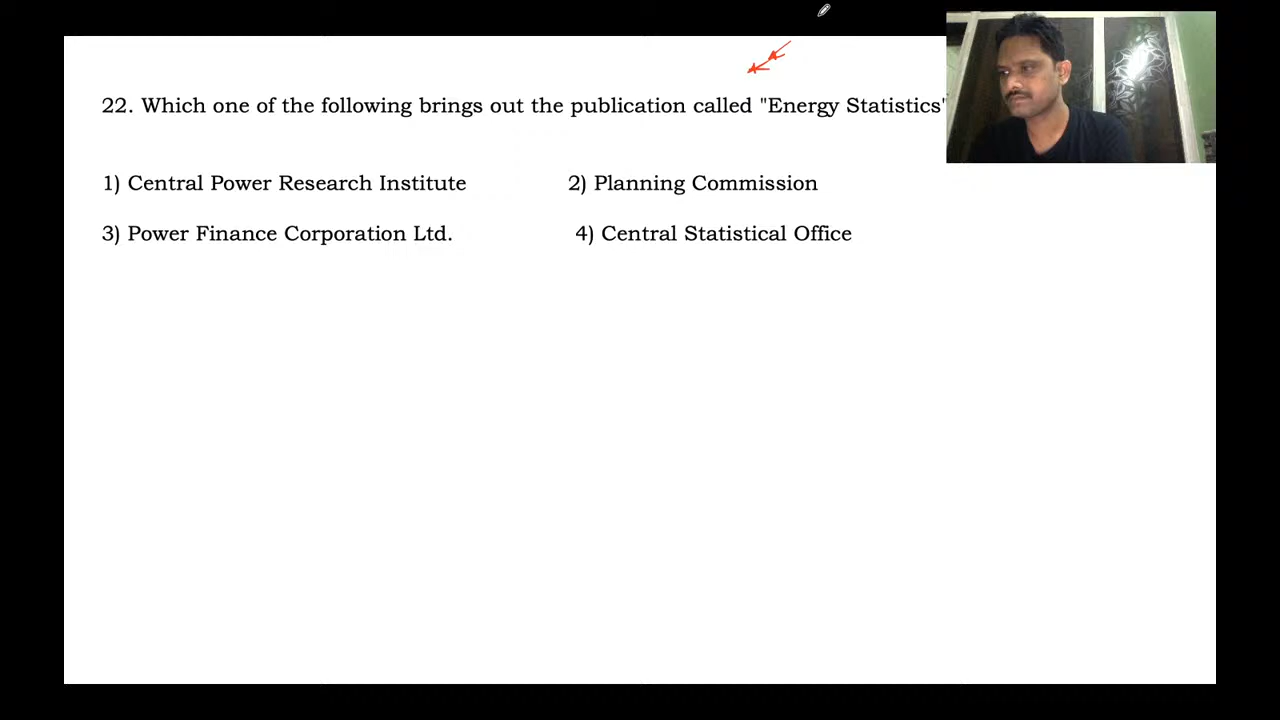 22. Which one of the following brings out the publication called "Energy Statistics"
1) Central Power Research Institute 2) Planning Commission
3) Power Finance Corporation Ltd. 4) Central Statistical Office